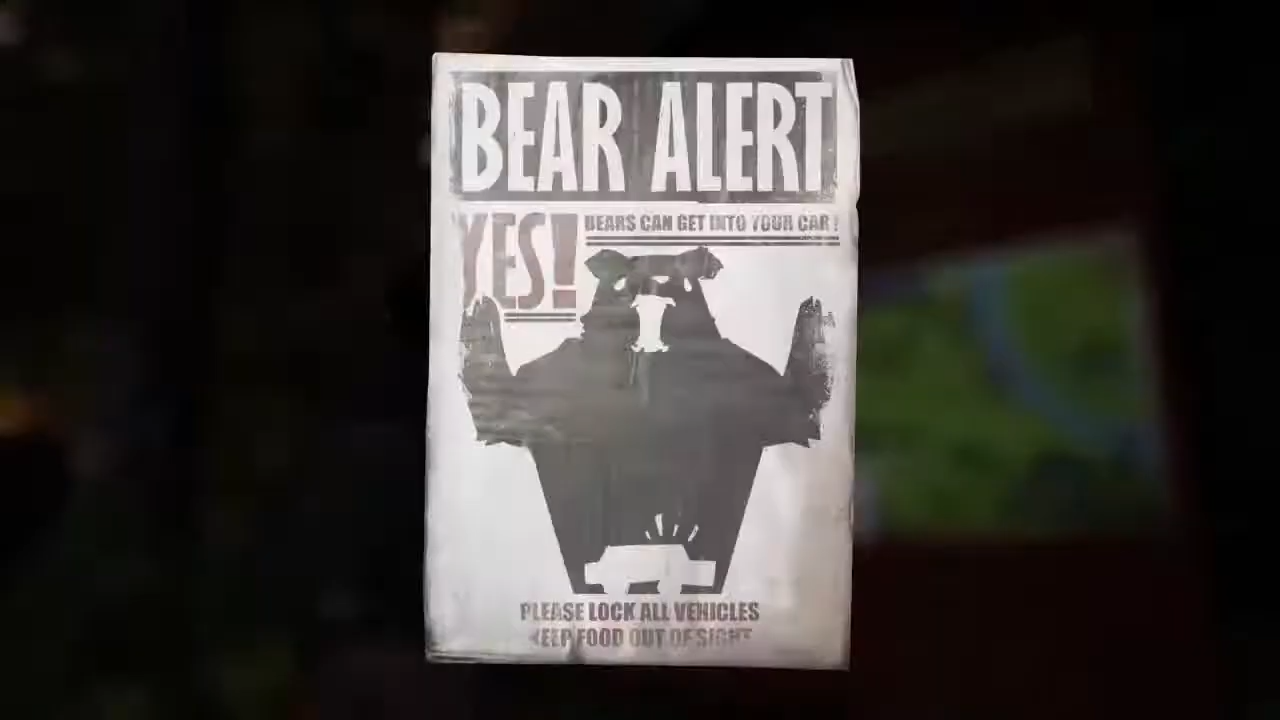 BEAR ALERT
YES!
BEARS CAN GET INTO YOUR CAR !
PLEASE LOCK ALL VEHICLES
KEEP FOOD OUT OF SIGHT